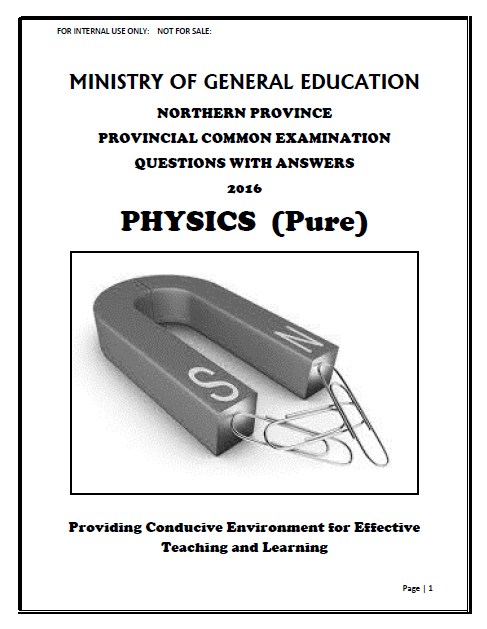 FOR INTERNAL USE ONLY: NOT FOR SALE:
MINISTRY OF GENERAL EDUCATION
NORTHERN PROVINCE
PROVINCIAL COMMON EXAMINATION
QUESTIONS WITH ANSWERS
2016
PHYSICS (Pure)
N
S
Providing Conducive Environment for Effective
Teaching and Learning
Page | 1